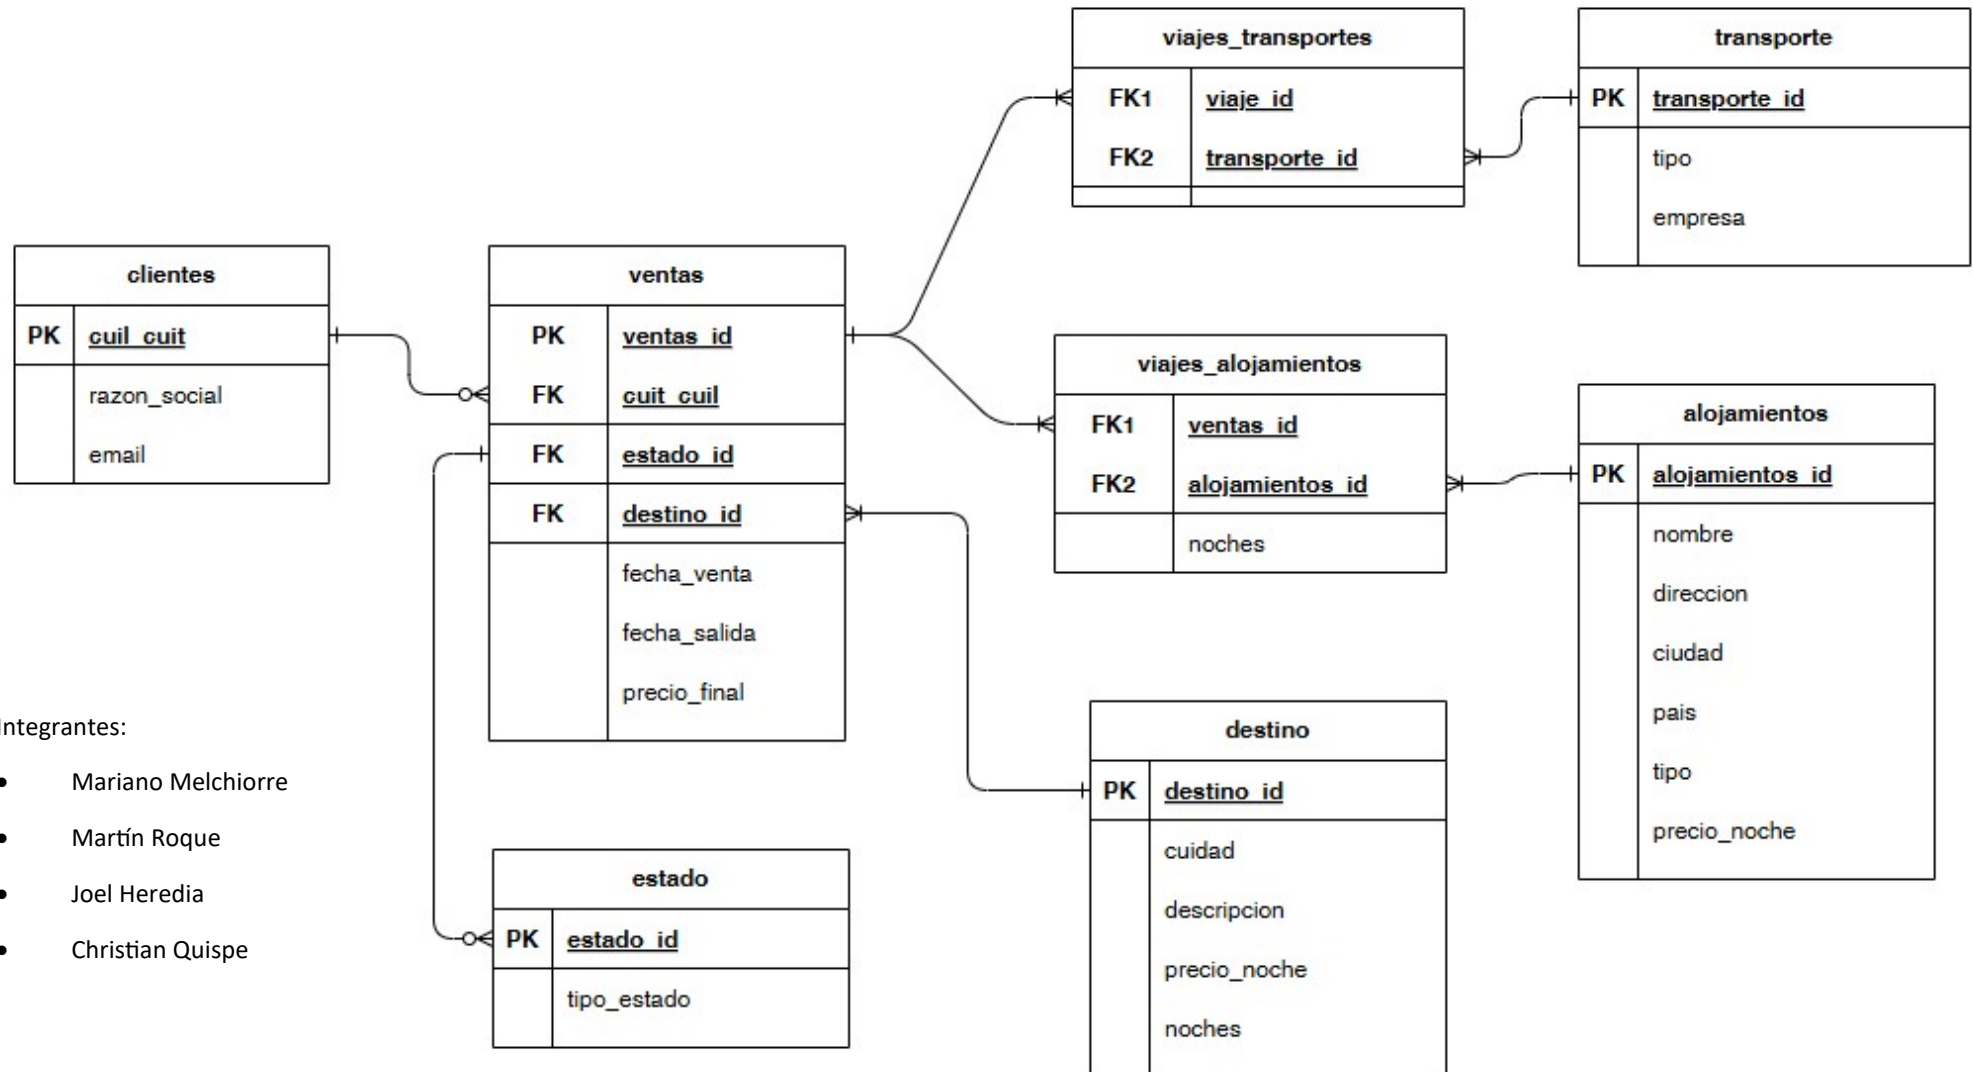 viajes_transportes
FK1 viaje_id
FK2 transporte_id
transporte
PK transporte_id
tipo
empresa
clientes
PK cuil_cuit
razon_social
email
ventas
PK ventas_id
FK cuit_cuil
FK estado_id
FK destino_id
fecha_venta
fecha_salida
precio_final
viajes_alojamientos
FK1 ventas_id
FK2 alojamientos_id
noches
alojamientos
PK alojamientos_id
nombre
direccion
ciudad
pais
tipo
precio_noche
Integrantes:
• Mariano Melchiorre
• Martín Roque
• Joel Heredia
• Christian Quispe
estado
PK estado_id
tipo_estado
destino
PK destino_id
cuidad
descripcion
precio_noche
noches